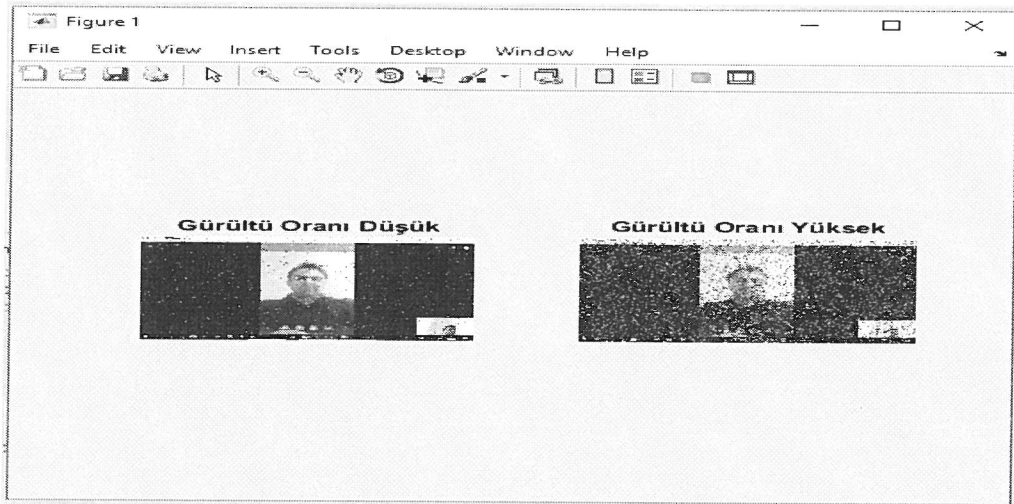 Figure 1
File Edit View Insert Tools Desktop Window Help
Gürültü Oranı Düşük
Gürültü Oranı Yüksek